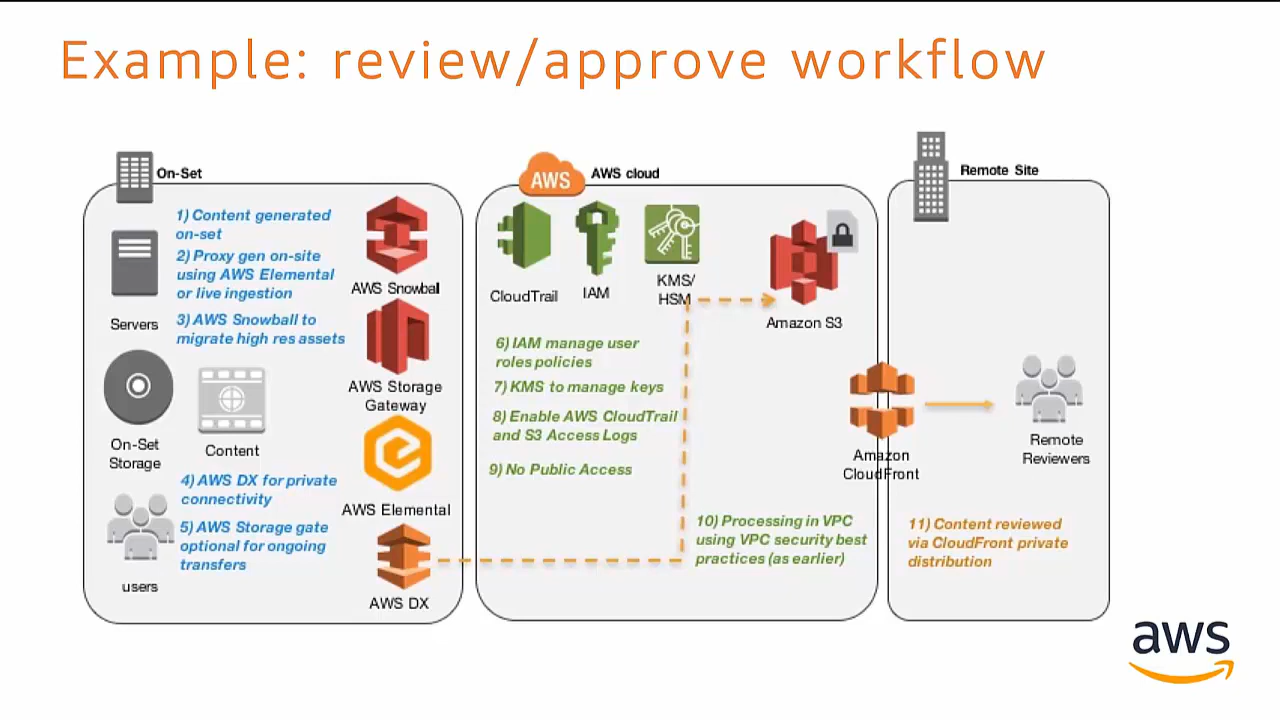 Example: review/approve workflow
On-Set
1) Content generated
on-set
2) Proxy gen on-site
using AWS Elemental
or live ingestion
3) AWS Snowball to
migrate high res assets
Servers
On-Set
Storage
Content
4) AWS DX for private
connectivity
5) AWS Storage gate
optional for ongoing
transfers
users
AWS Snowball
AWS Storage
Gateway
AWS Elemental
AWS DX
AWS
AWS cloud
CloudTrail
IAM
KMS/
HSM
Amazon S3
6) IAM manage user
roles policies
7) KMS to manage keys
8) Enable AWS CloudTrail
and S3 Access Logs
9) No Public Access
10) Processing in VPC
using VPC security best
practices (as earlier)
Amazon
CloudFront
Remote Site
Remote
Reviewers
11) Content reviewed
via CloudFront private
distribution
aws